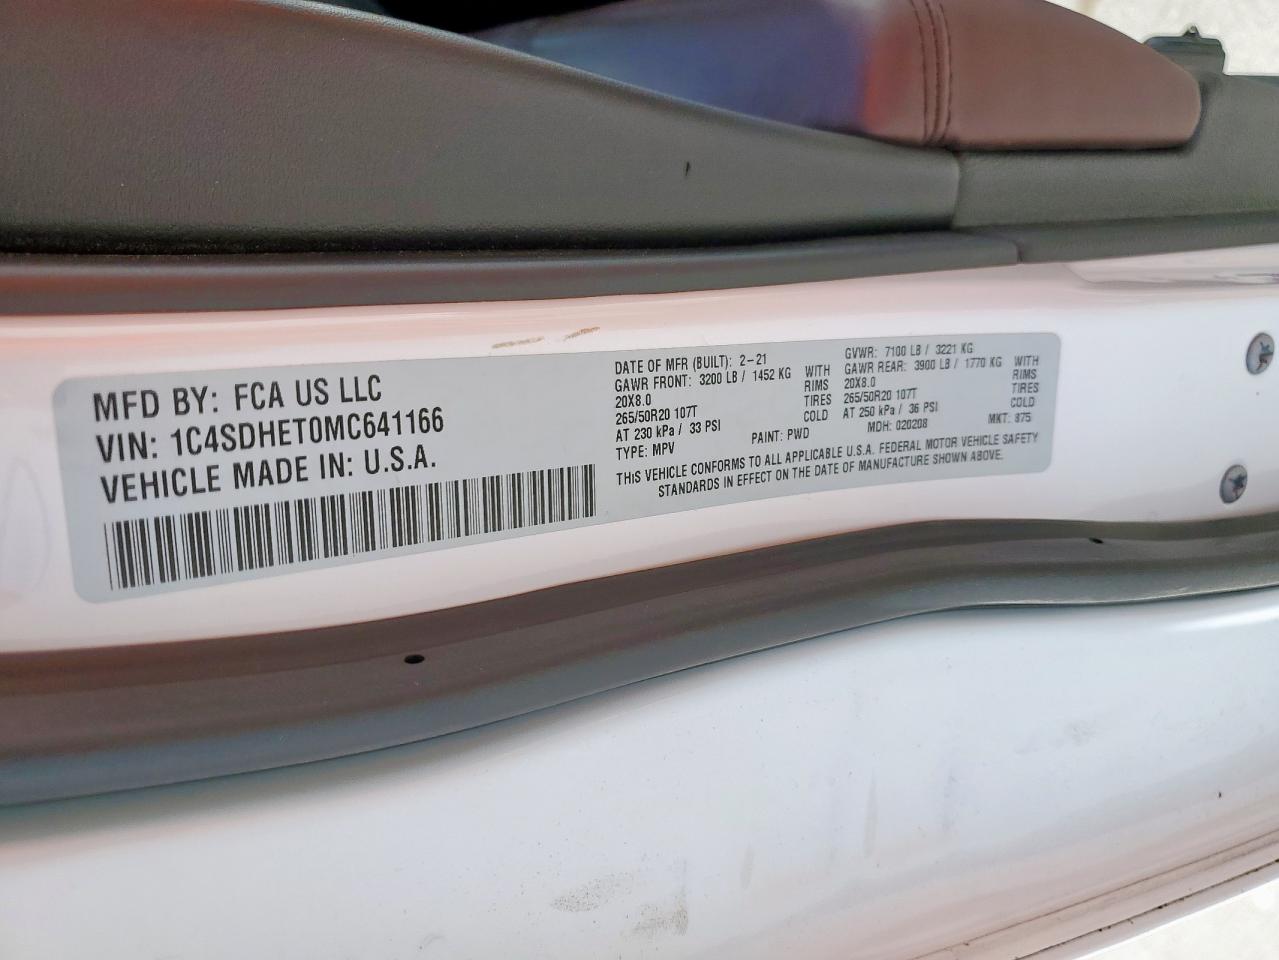 MFD BY: FCA US LLC
VIN: 1C4SDHET0MC641166
VEHICLE MADE IN: U.S.A.
DATE OF MFR (BUILT): 2-21
GAWR FRONT: 3200 LB / 1452 KG WITH
20X8.0 RIMS
265/50R20 107T TIRES
AT 230 kPa / 33 PSI COLD
TYPE: MPV PAINT: PWD
GVWR: 7100 LB / 3221 KG
GAWR REAR: 3900 LB / 1770 KG WITH
20X8.0 RIMS
265/50R20 107T TIRES
AT 250 kPa / 36 PSI COLD
MDH: 020208 MKT: 875
THIS VEHICLE CONFORMS TO ALL APPLICABLE U.S.A. FEDERAL MOTOR VEHICLE SAFETY
STANDARDS IN EFFECT ON THE DATE OF MANUFACTURE SHOWN ABOVE.